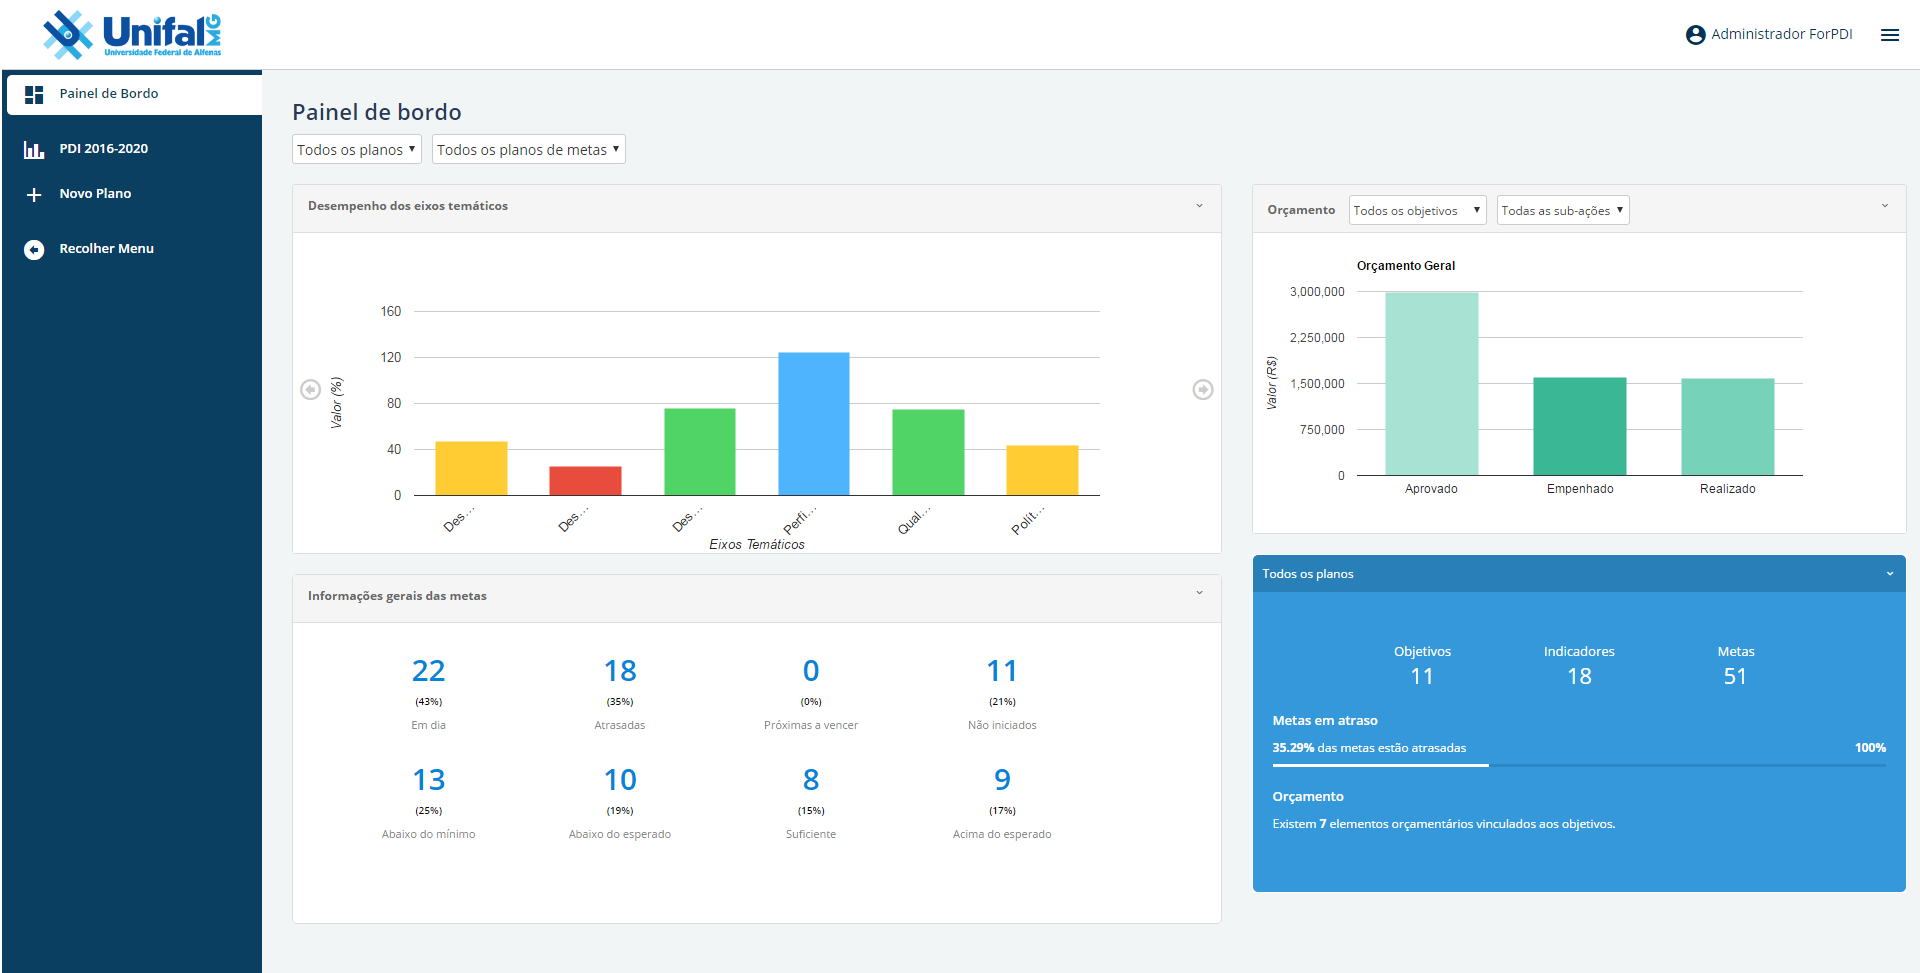 Unifal MG
Universidade Federal de Alfenas
Administrador ForPDI
Painel de Bordo
PDI 2016-2020
Novo Plano
Recolher Menu
Painel de bordo
Todos os planos
Todos os planos de metas
Desempenho dos eixos temáticos
160
120
80
40
0
Valor (%)
Des...
Des...
Des...
Perfi...
Qual...
Polít...
Eixos Temáticos
Orçamento
Todos os objetivos
Todas as sub-ações
Orçamento Geral
3,000,000
2,250,000
1,500,000
750,000
0
Valor (R$)
Aprovado
Empenhado
Realizado
Informações gerais das metas
22 18 0 11
(43%) (35%) (0%) (21%)
Em dia Atrasadas Próximas a vencer Não iniciados
13 10 8 9
(25%) (19%) (15%) (17%)
Abaixo do mínimo Abaixo do esperado Suficiente Acima do esperado
Todos os planos
Objetivos Indicadores Metas
11 18 51
Metas em atraso
35.29% das metas estão atrasadas 100%
Orçamento
Existem 7 elementos orçamentários vinculados aos objetivos.